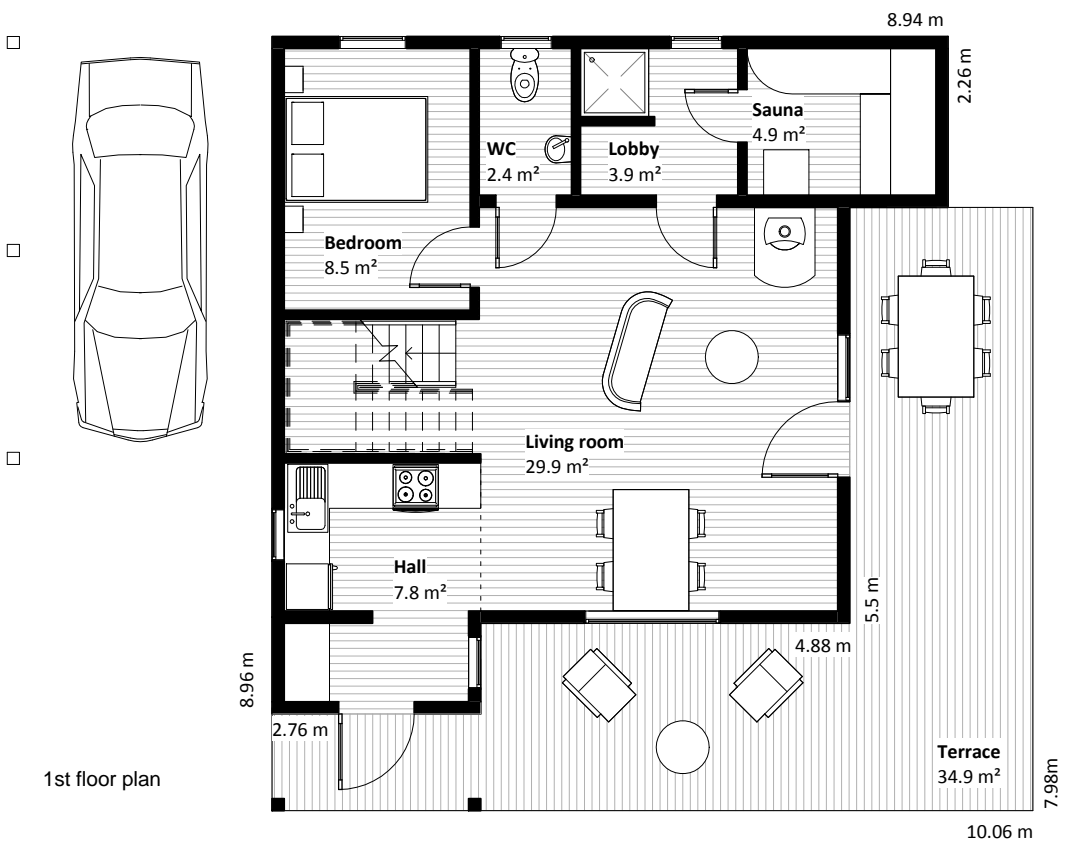 8.94 m
2.26 m
Sauna
4.9 m²
WC
2.4 m²
Lobby
3.9 m²
Bedroom
8.5 m²
Living room
29.9 m²
Hall
7.8 m²
5.5 m
4.88 m
8.96 m
2.76 m
Terrace
34.9 m²
1st floor plan
7.98m
10.06 m